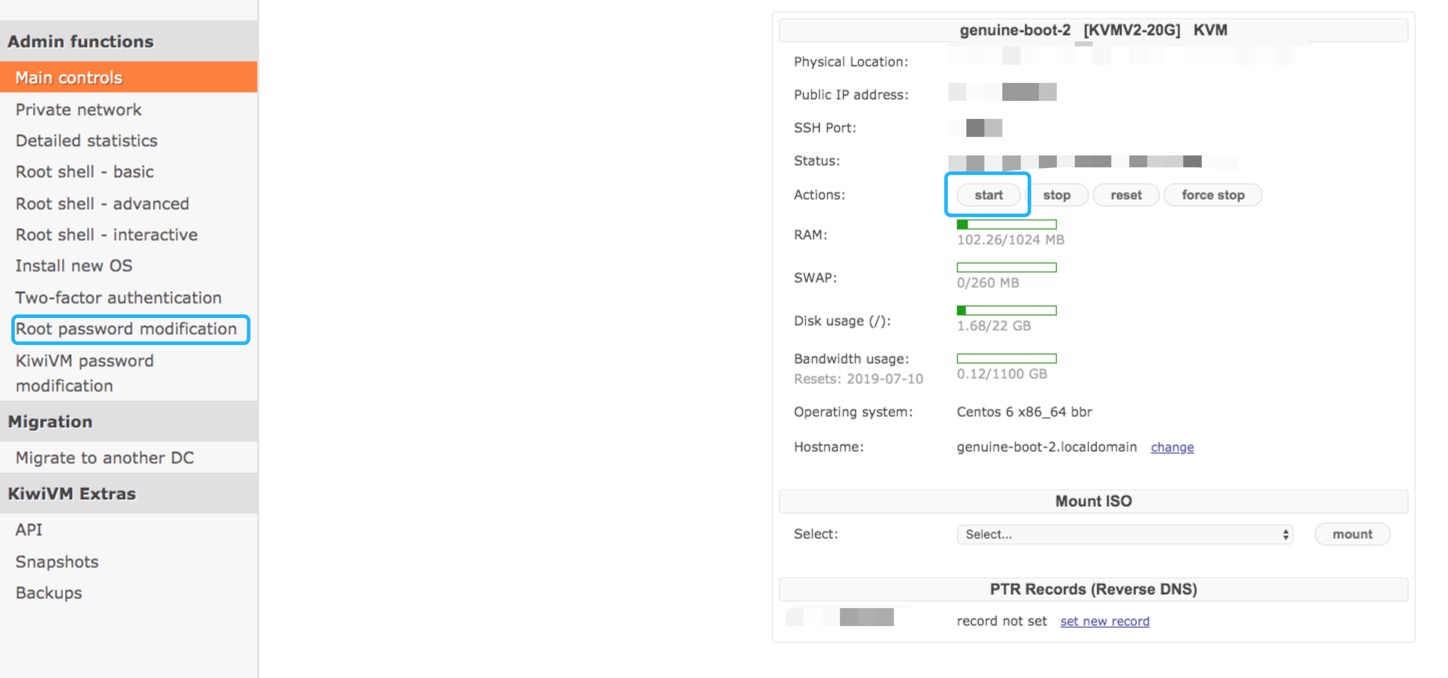 Admin functions
Main controls
Private network
Detailed statistics
Root shell - basic
Root shell - advanced
Root shell - interactive
Install new OS
Two-factor authentication
Root password modification
KiwiVM password
modification
Migration
Migrate to another DC
KiwiVM Extras
API
Snapshots
Backups
genuine-boot-2 [KVMV2-20G] KVM
Physical Location:
Public IP address:
SSH Port:
Status:
Actions: start stop reset force stop
RAM:
102.26/1024 MB
SWAP:
0/260 MB
Disk usage (/):
1.68/22 GB
Bandwidth usage:
Resets: 2019-07-10 0.12/1100 GB
Operating system: Centos 6 x86_64 bbr
Hostname: genuine-boot-2.localdomain change
Mount ISO
Select: Select... mount
PTR Records (Reverse DNS)
record not set set new record